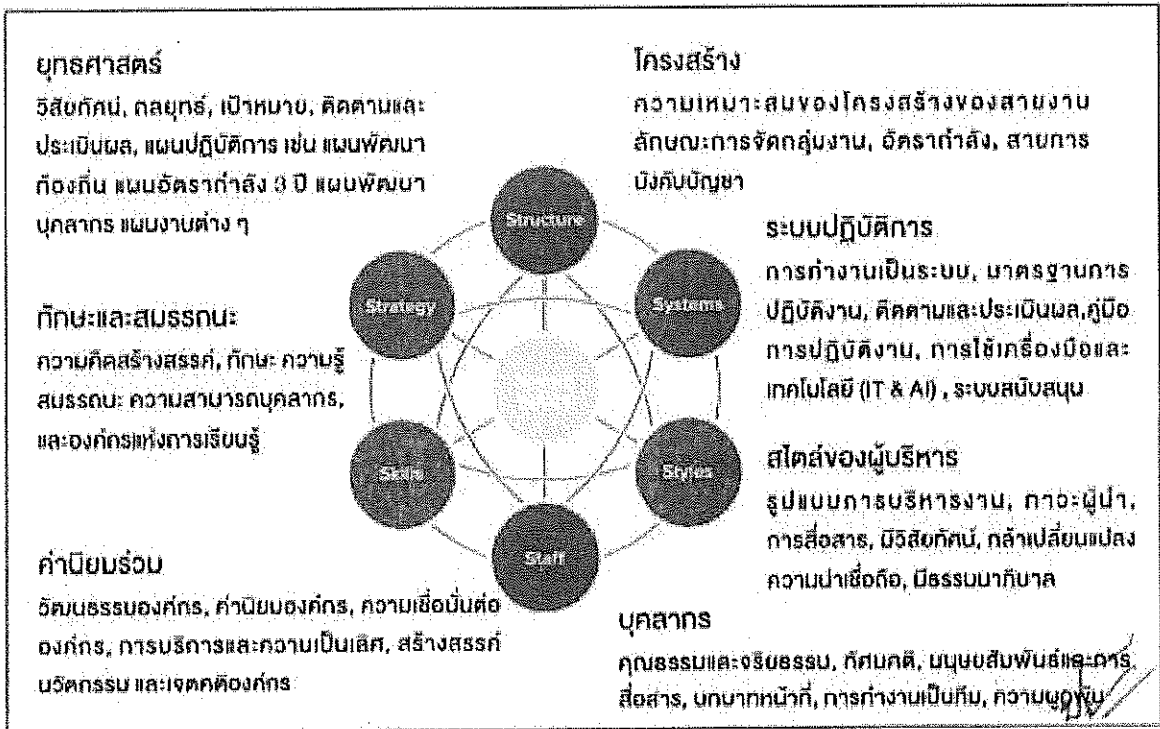 ยุทธศาสตร์
วิสัยทัศน์, กลยุทธ์, เป้าหมาย, ติดตามและ
ประเมินผล, แผนปฏิบัติการ เช่น แผนพัฒนา
ท้องถิ่น แผนอัตรากำลัง 3 ปี แผนพัฒนา
บุคลากร แผนงานต่าง ๆ
ทักษะและสมรรถนะ
ความคิดสร้างสรรค์, ทักษะ ความรู้
สมรรถนะ ความสามารถบุคลากร,
และองค์กรแห่งการเรียนรู้
ค่านิยมร่วม
วัฒนธรรมองค์กร, ค่านิยมองค์กร, ความเชื่อมั่นต่อ
องค์กร, การบริการและความเป็นเลิศ, สร้างสรรค์
นวัตกรรม และเจตคติองค์กร
Structure
Strategy
Systems
Skills
Styles
Staff
โครงสร้าง
ความเหมาะสมของโครงสร้างของสายงาน
ลักษณะการจัดกลุ่มงาน, อัตรากำลัง, สายการ
บังคับบัญชา
ระบบปฏิบัติการ
การทำงานเป็นระบบ, มาตรฐานการ
ปฏิบัติงาน, ติดตามและประเมินผล,คู่มือ
การปฏิบัติงาน, การใช้เครื่องมือและ
เทคโนโลยี (IT & AI) , ระบบสนับสนุน
สไตล์ของผู้บริหาร
รูปแบบการบริหารงาน, ภาวะผู้นำ,
การสื่อสาร, มีวิสัยทัศน์, กล้าเปลี่ยนแปลง
ความน่าเชื่อถือ, มีธรรมมาภิบาล
บุคลากร
คุณธรรมและจริยธรรม, ทัศนคติ, มนุษยสัมพันธ์และการ
สื่อสาร, บทบาทหน้าที่, การทำงานเป็นทีม, ความผูกพัน